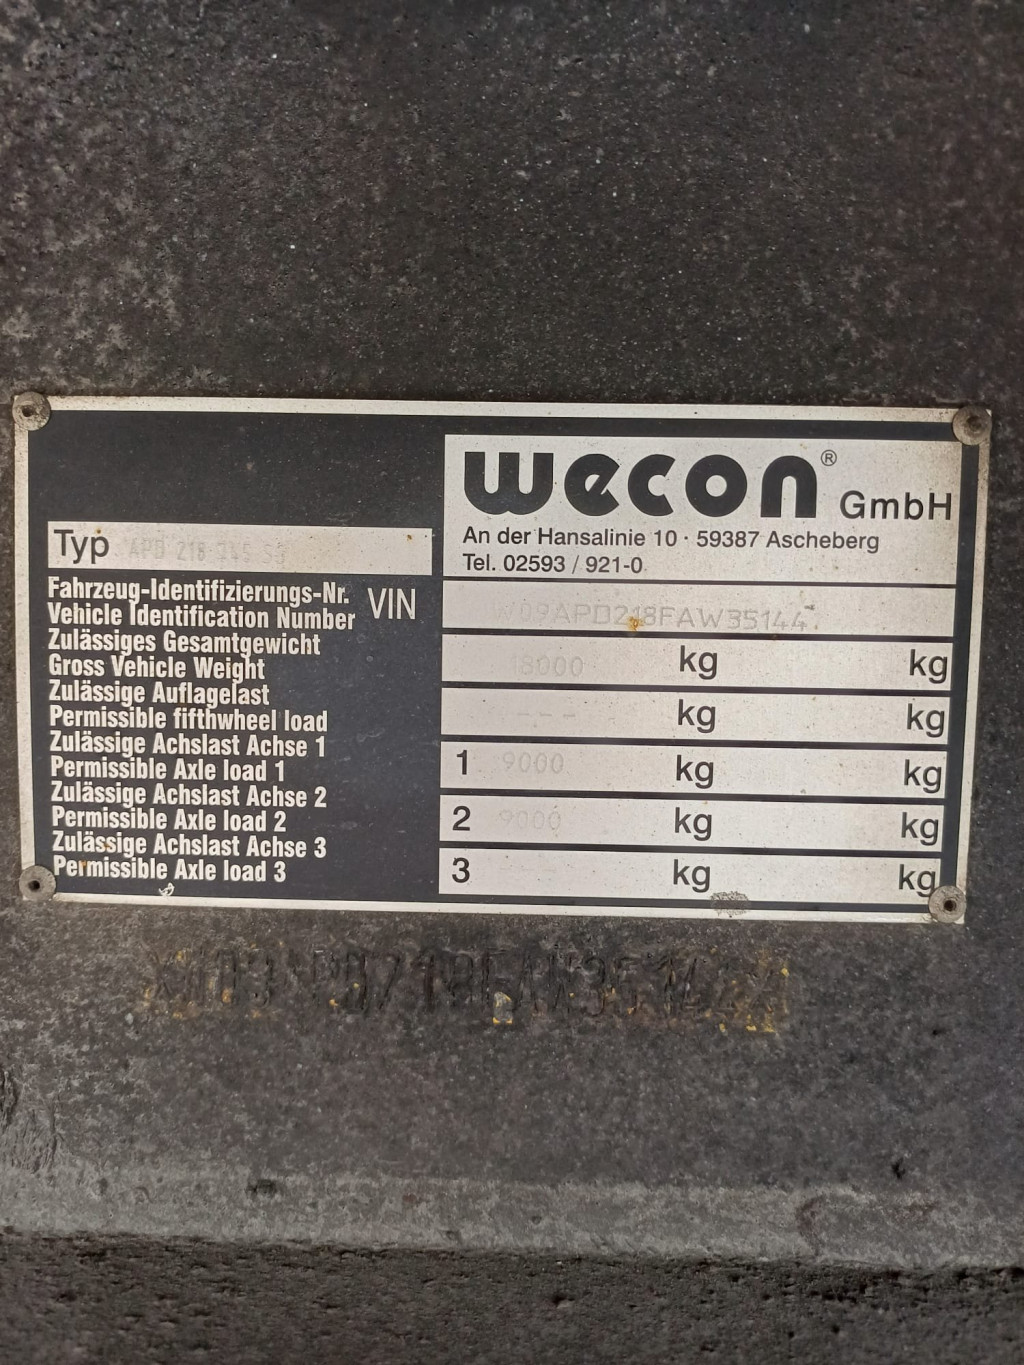 wecon® GmbH
An der Hansalinie 10 · 59387 Ascheberg
Tel. 02593 / 921-0
Typ APD 218
Fahrzeug-Identifizierungs-Nr.
Vehicle Identification Number VIN W09APD218FAW35144
Zulässiges Gesamtgewicht
Gross Vehicle Weight 18000 kg kg
Zulässige Auflagelast
Permissible fifthwheel load --- kg kg
Zulässige Achslast Achse 1
Permissible Axle load 1 1 9000 kg kg
Zulässige Achslast Achse 2
Permissible Axle load 2 2 9000 kg kg
Zulässige Achslast Achse 3
Permissible Axle load 3 3 kg kg